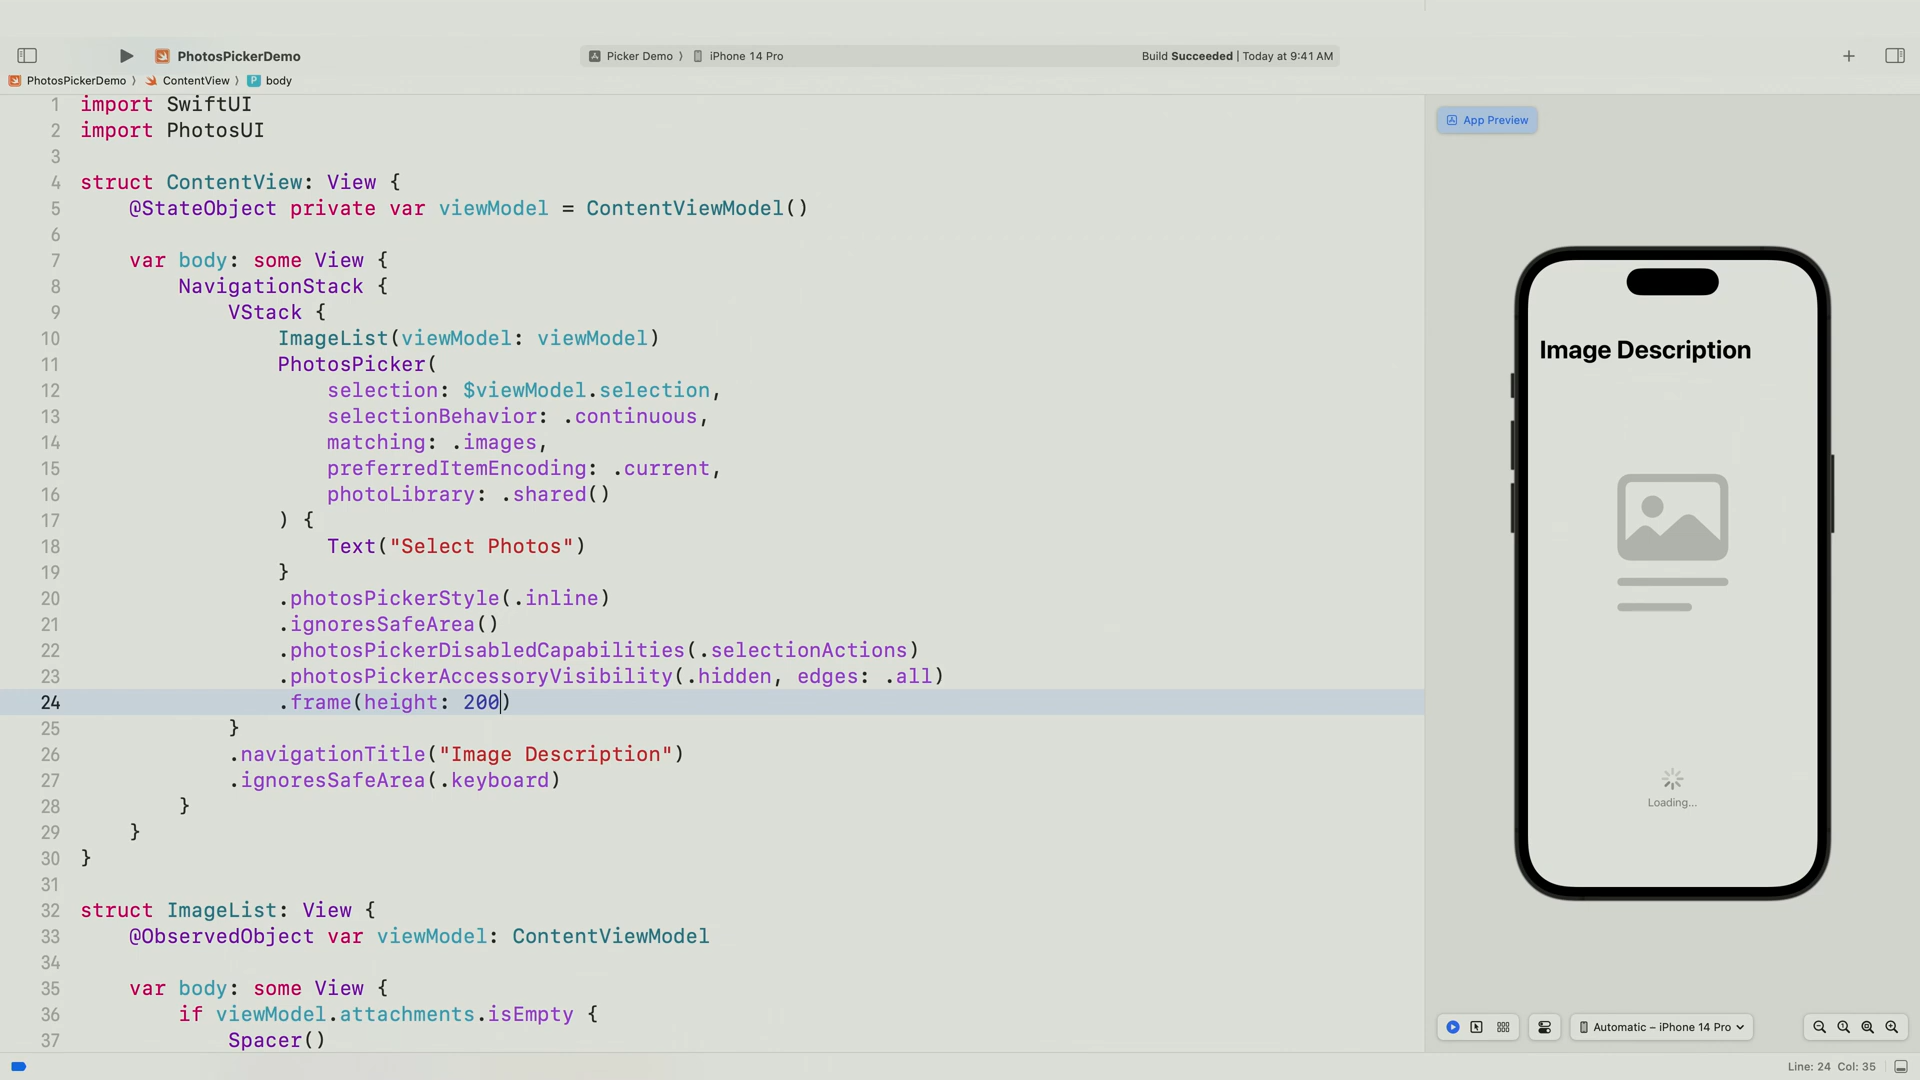 PhotosPickerDemo
Picker Demo 〉 iPhone 14 Pro
Build Succeeded | Today at 9:41 AM
PhotosPickerDemo 〉 ContentView 〉 body
1 import SwiftUI
2 import PhotosUI
3
4 struct ContentView: View {
5 @StateObject private var viewModel = ContentViewModel()
6
7 var body: some View {
8 NavigationStack {
9 VStack {
10 ImageList(viewModel: viewModel)
11 PhotosPicker(
12 selection: $viewModel.selection,
13 selectionBehavior: .continuous,
14 matching: .images,
15 preferredItemEncoding: .current,
16 photoLibrary: .shared()
17 ) {
18 Text("Select Photos")
19 }
20 .photosPickerStyle(.inline)
21 .ignoresSafeArea()
22 .photosPickerDisabledCapabilities(.selectionActions)
23 .photosPickerAccessoryVisibility(.hidden, edges: .all)
24 .frame(height: 200)
25 }
26 .navigationTitle("Image Description")
27 .ignoresSafeArea(.keyboard)
28 }
29 }
30 }
31
32 struct ImageList: View {
33 @ObservedObject var viewModel: ContentViewModel
34
35 var body: some View {
36 if viewModel.attachments.isEmpty {
37 Spacer()
App Preview
Image Description
Loading...
Automatic – iPhone 14 Pro
Line: 24 Col: 35